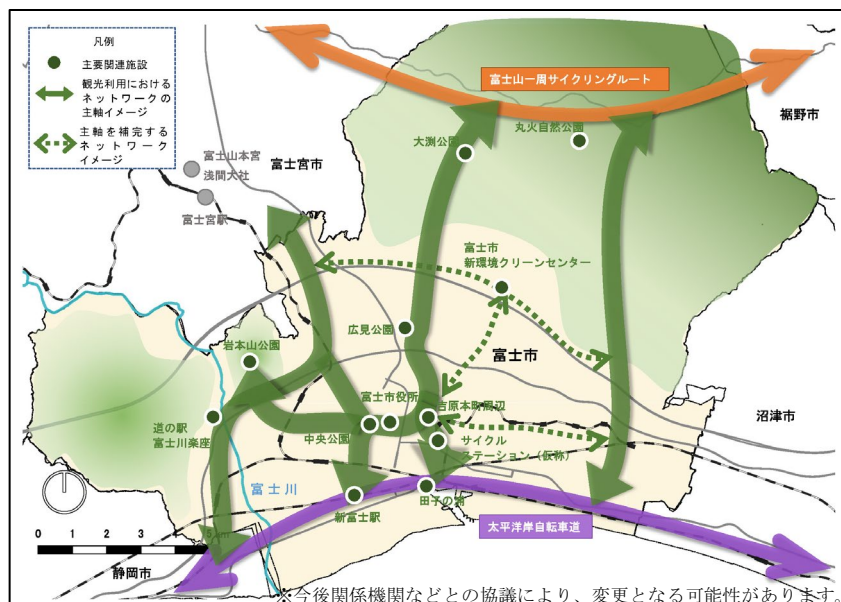 凡例
主要関連施設
観光利用における
ネットワークの
主軸イメージ
主軸を補完する
ネットワーク
イメージ
富士山一周サイクリングルート
裾野市
大渕公園
丸火自然公園
富士山本宮
浅間大社
富士宮市
富士宮駅
富士市
新環境クリーンセンター
広見公園
富士市
岩本山公園
富士市役所
吉原本町周辺
沼津市
道の駅
富士川楽座
中央公園
サイクル
ステーション（仮称）
富士川
新富士駅
田子の浦
太平洋岸自転車道
0 1 2 3 4 5 km
静岡市
※今後関係機関などとの協議により、変更となる可能性があります。